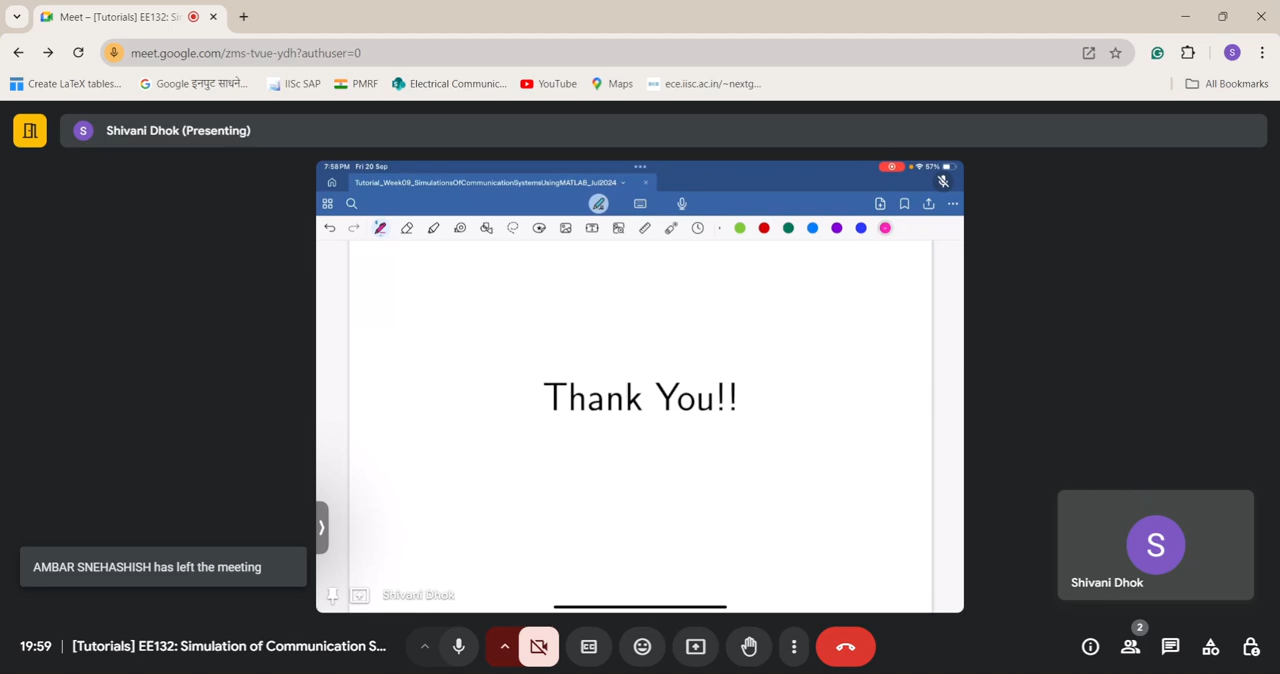 Meet – [Tutorials] EE132: Si
meet.google.com/zms-tvue-ydh?authuser=0
Create LaTeX tables...
Google इनपुट साधने...
IISc SAP
PMRF
Electrical Communic...
YouTube
Maps
ece.iisc.ac.in/~nextg...
All Bookmarks
S
S
Shivani Dhok (Presenting)
7:58 PM Fri 20 Sep
57%
Tutorial_Week09_SimulationsOfCommunicationSystemsUsingMATLAB_Jul2024
Thank You!!
AMBAR SNEHASHISH has left the meeting
Shivani Dhok
S
Shivani Dhok
19:59 | [Tutorials] EE132: Simulation of Communication S...
2